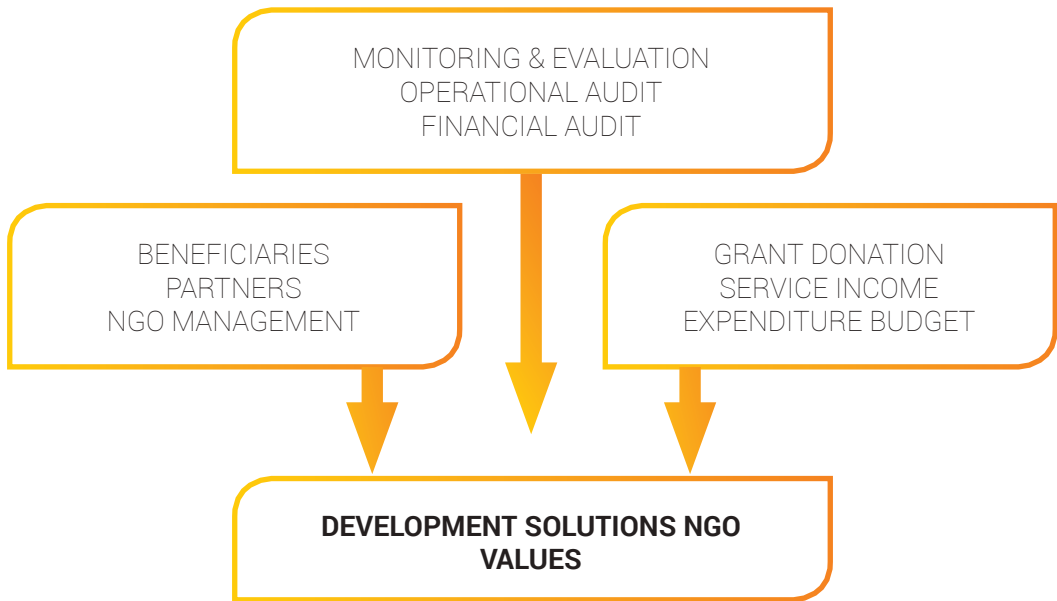 MONITORING & EVALUATION
OPERATIONAL AUDIT
FINANCIAL AUDIT
BENEFICIARIES
PARTNERS
NGO MANAGEMENT
GRANT DONATION
SERVICE INCOME
EXPENDITURE BUDGET
DEVELOPMENT SOLUTIONS NGO
VALUES